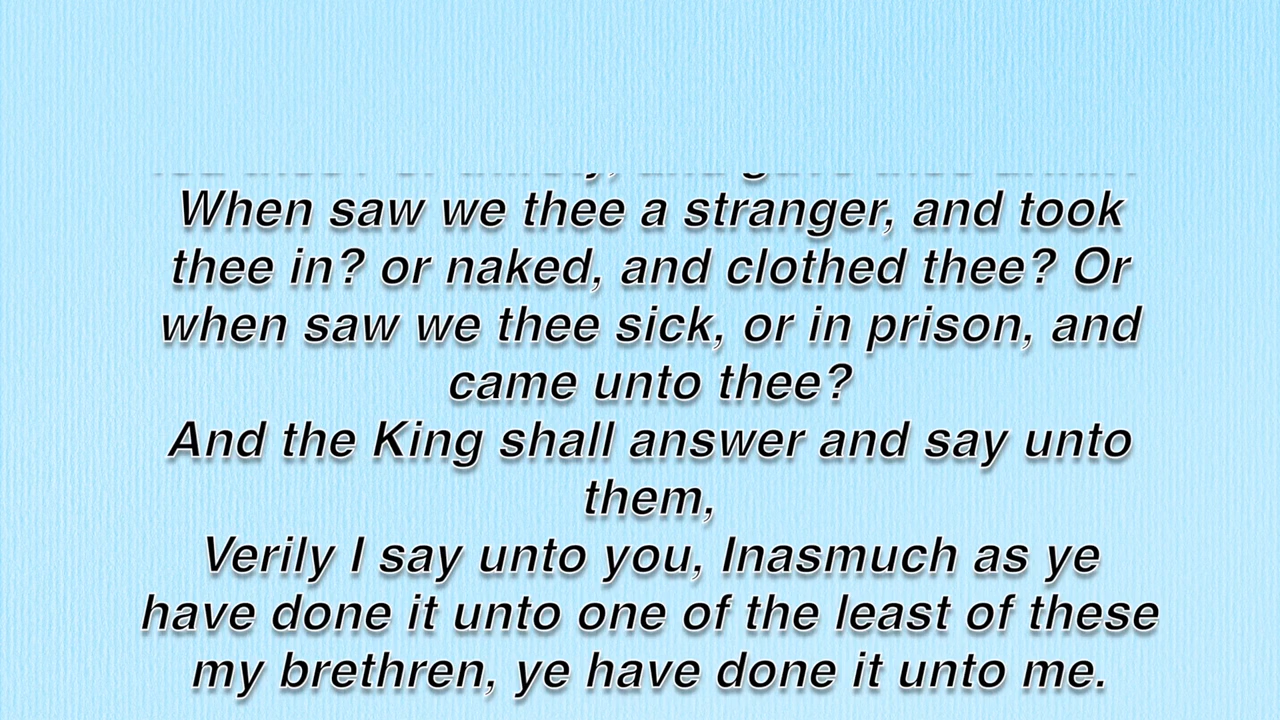 When saw we thee a stranger, and took
thee in? or naked, and clothed thee? Or
when saw we thee sick, or in prison, and
came unto thee?
And the King shall answer and say unto
them,
Verily I say unto you, Inasmuch as ye
have done it unto one of the least of these
my brethren, ye have done it unto me.